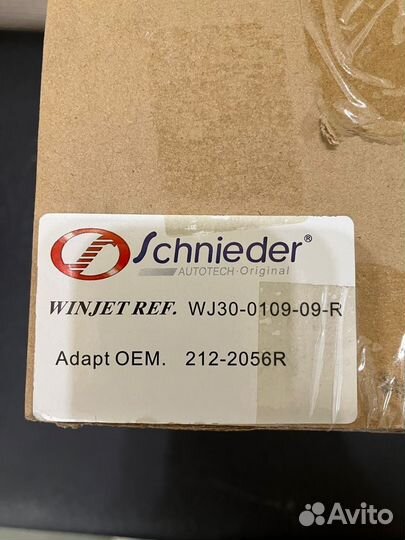 Schnieder®
AUTOTECH·Original
WINJET REF. WJ30-0109-09-R
Adapt OEM. 212-2056R
Avito